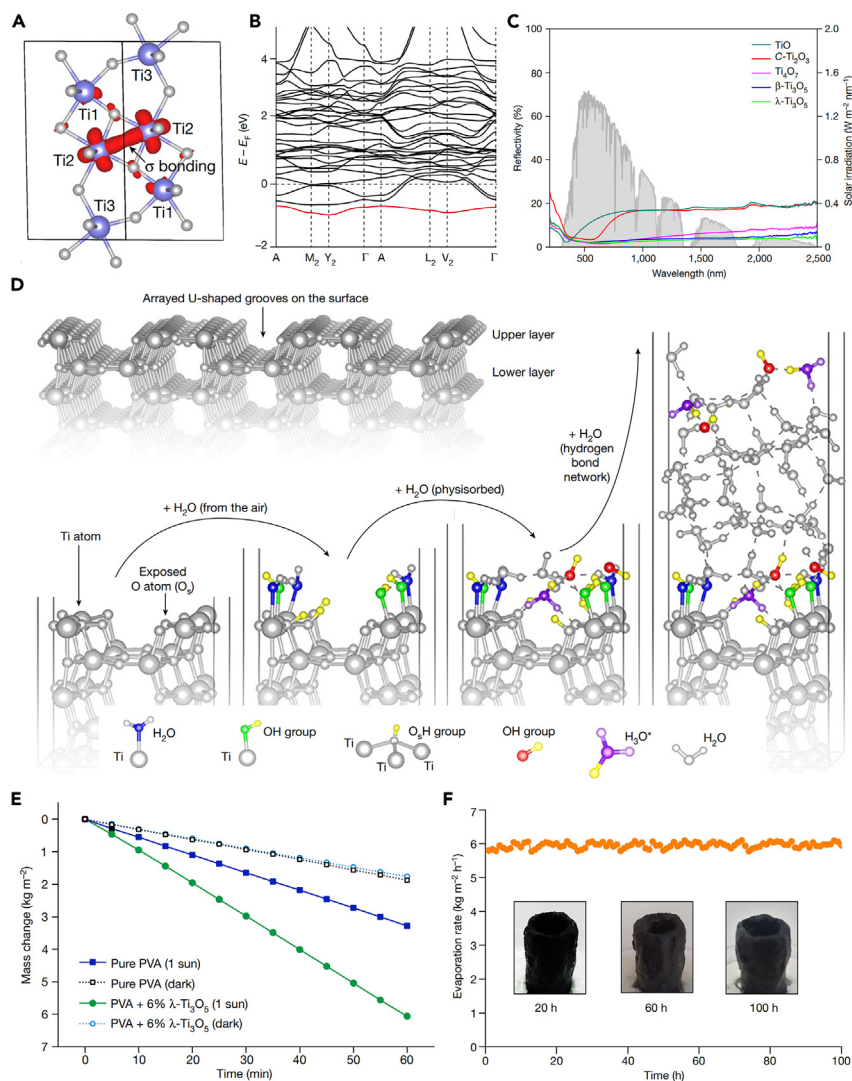 A
Ti3
Ti1
Ti2
Ti2
σ bonding
Ti3
Ti1
B
4
2
0
−2
E − E_F (eV)
A M₂ Y₂ Γ A L₂ V₂ Γ
C
TiO
C-Ti₂O₃
Ti₄O₇
β-Ti₃O₅
λ-Ti₃O₅
100
80
60
40
20
0
Reflectivity (%)
2.0
1.6
1.2
0.8
0.4
0
Solar irradiation (W m⁻² nm⁻¹)
500 1,000 1,500 2,000 2,500
Wavelength (nm)
D
Arrayed U-shaped grooves on the surface
Upper layer
Lower layer
+ H₂O
(hydrogen
bond
network)
+ H₂O (from the air)
+ H₂O (physisorbed)
Ti atom
Exposed
O atom (Oₛ)
H₂O
Ti
OH group
Ti
OₛH group
Ti
Ti
Ti
OH group
H₃O*
H₂O
E
0
1
2
3
4
5
6
7
Mass change (kg m⁻²)
Pure PVA (1 sun)
Pure PVA (dark)
PVA + 6% λ-Ti₃O₅ (1 sun)
PVA + 6% λ-Ti₃O₅ (dark)
0 10 20 30 40 50 60
Time (min)
F
7
6
5
4
3
2
1
0
Evaporation rate (kg m⁻² h⁻¹)
20 h
60 h
100 h
0 20 40 60 80 100
Time (h)